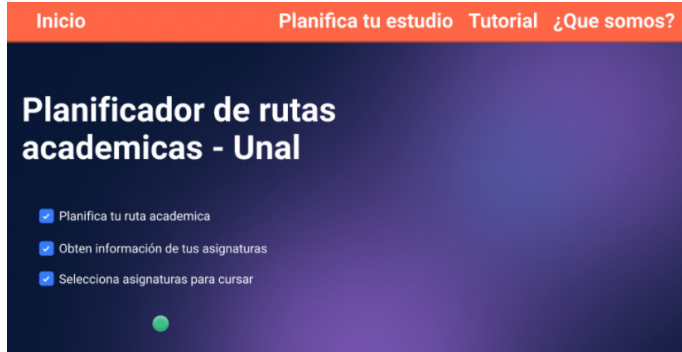 Inicio
Planifica tu estudio
Tutorial
¿Que somos?
Planificador de rutas
academicas - Unal
Planifica tu ruta academica
Obten información de tus asignaturas
Selecciona asignaturas para cursar